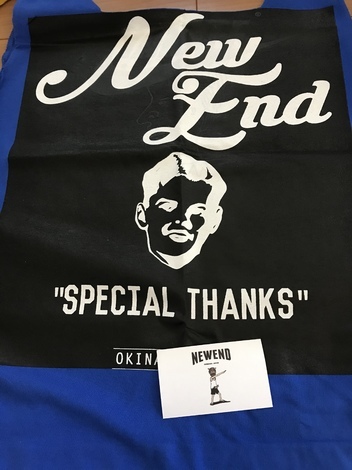 New
End
"SPECIAL THANKS"
OKINA
NEWEND